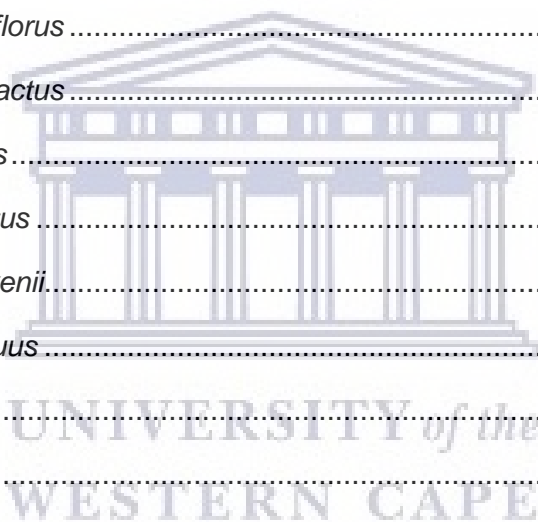 florus ........................................................................
actus ........................................................................
s ........................................................................
us ........................................................................
enii ........................................................................
uus ........................................................................
........................................................................
UNIVERSITY of the
........................................................................
WESTERN CAPE